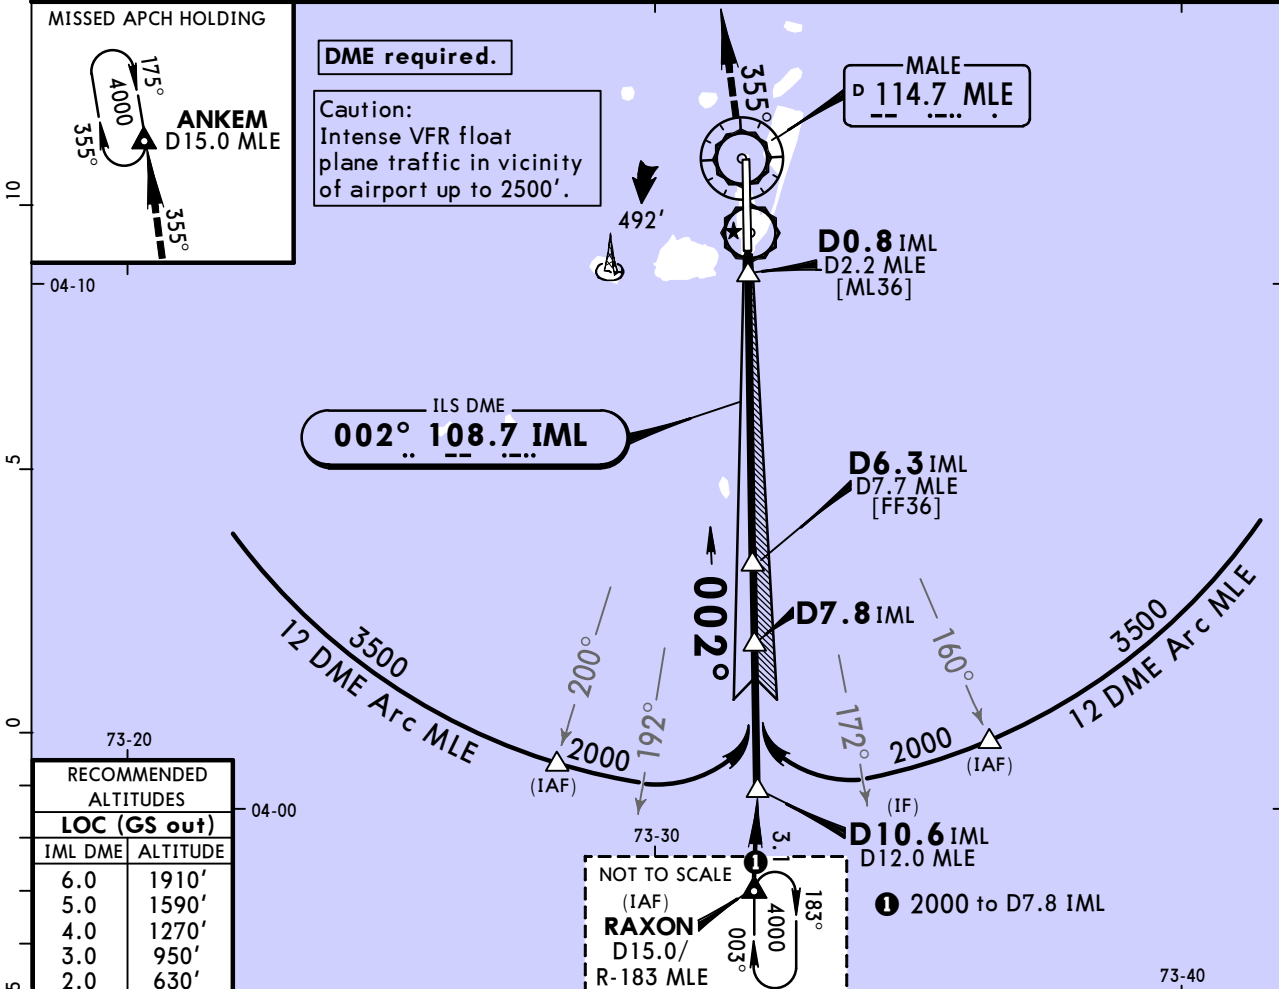 MISSED APCH HOLDING
175°
4000
355°
ANKEM
D15.0 MLE
355°
DME required.
Caution:
Intense VFR float
plane traffic in vicinity
of airport up to 2500'.
355°
MALE
D 114.7 MLE
492'
10
04-10
D0.8 IML
D2.2 MLE
[ML36]
ILS DME
002° 108.7 IML
5
D6.3 IML
D7.7 MLE
[FF36]
002°
D7.8 IML
3500
12 DME Arc MLE
200°
192°
172°
160°
3500
12 DME Arc MLE
2000
(IAF)
2000
(IAF)
0
73-20
04-00
(IF)
D10.6 IML
D12.0 MLE
73-30
3.1
1
1 2000 to D7.8 IML
NOT TO SCALE
(IAF)
RAXON
D15.0/
R-183 MLE
183°
4000
003°
RECOMMENDED
ALTITUDES
LOC (GS out)
IML DME ALTITUDE
6.0 1910'
5.0 1590'
4.0 1270'
3.0 950'
2.0 630'
5
73-40